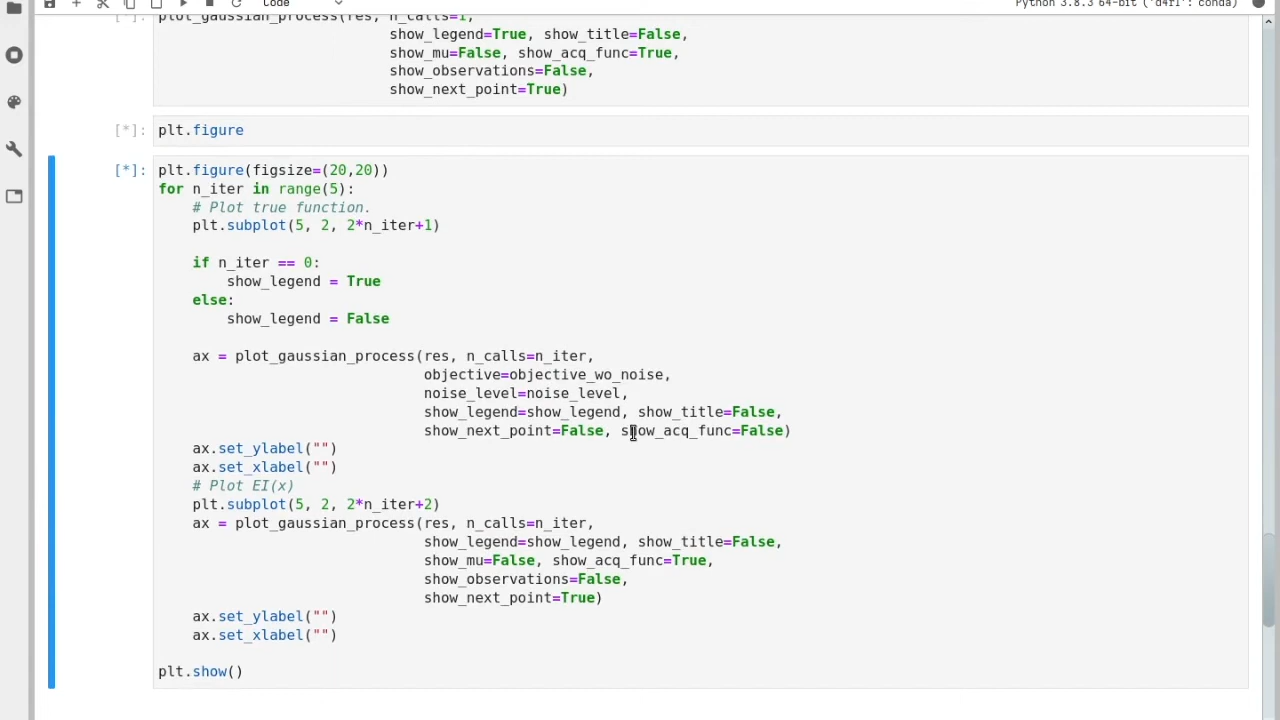 Code
Python 3.8.3 64-bit ('d4fl': conda)
[*]: plot_gaussian_process(res, n_calls=1,
show_legend=True, show_title=False,
show_mu=False, show_acq_func=True,
show_observations=False,
show_next_point=True)
[*]: plt.figure
[*]: plt.figure(figsize=(20,20))
for n_iter in range(5):
    # Plot true function.
    plt.subplot(5, 2, 2*n_iter+1)
    if n_iter == 0:
        show_legend = True
    else:
        show_legend = False
    ax = plot_gaussian_process(res, n_calls=n_iter,
                               objective=objective_wo_noise,
                               noise_level=noise_level,
                               show_legend=show_legend, show_title=False,
                               show_next_point=False, show_acq_func=False)
    ax.set_ylabel("")
    ax.set_xlabel("")
    # Plot EI(x)
    plt.subplot(5, 2, 2*n_iter+2)
    ax = plot_gaussian_process(res, n_calls=n_iter,
                               show_legend=show_legend, show_title=False,
                               show_mu=False, show_acq_func=True,
                               show_observations=False,
                               show_next_point=True)
    ax.set_ylabel("")
    ax.set_xlabel("")
plt.show()